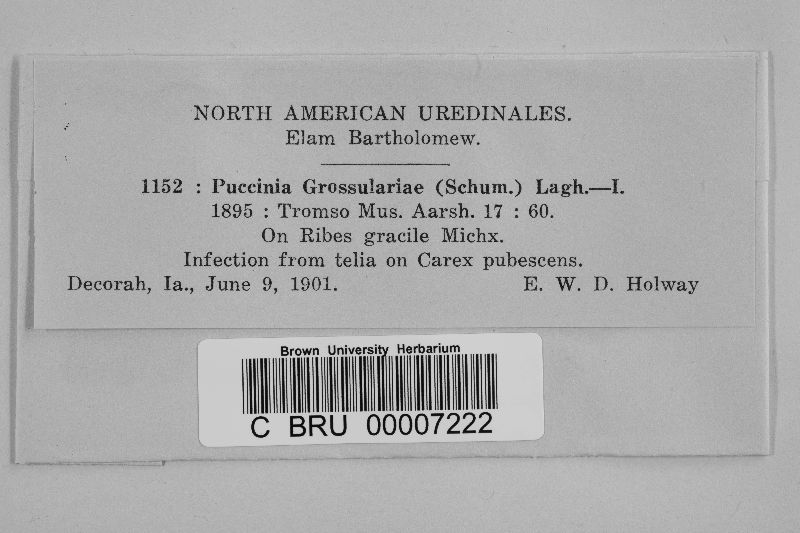 NORTH AMERICAN UREDINALES.
Elam Bartholomew.
1152 : Puccinia Grossulariae (Schum.) Lagh.—I.
1895 : Tromso Mus. Aarsh. 17 : 60.
On Ribes gracile Michx.
Infection from telia on Carex pubescens.
Decorah, Ia., June 9, 1901. E. W. D. Holway
Brown University Herbarium
C BRU 00007222